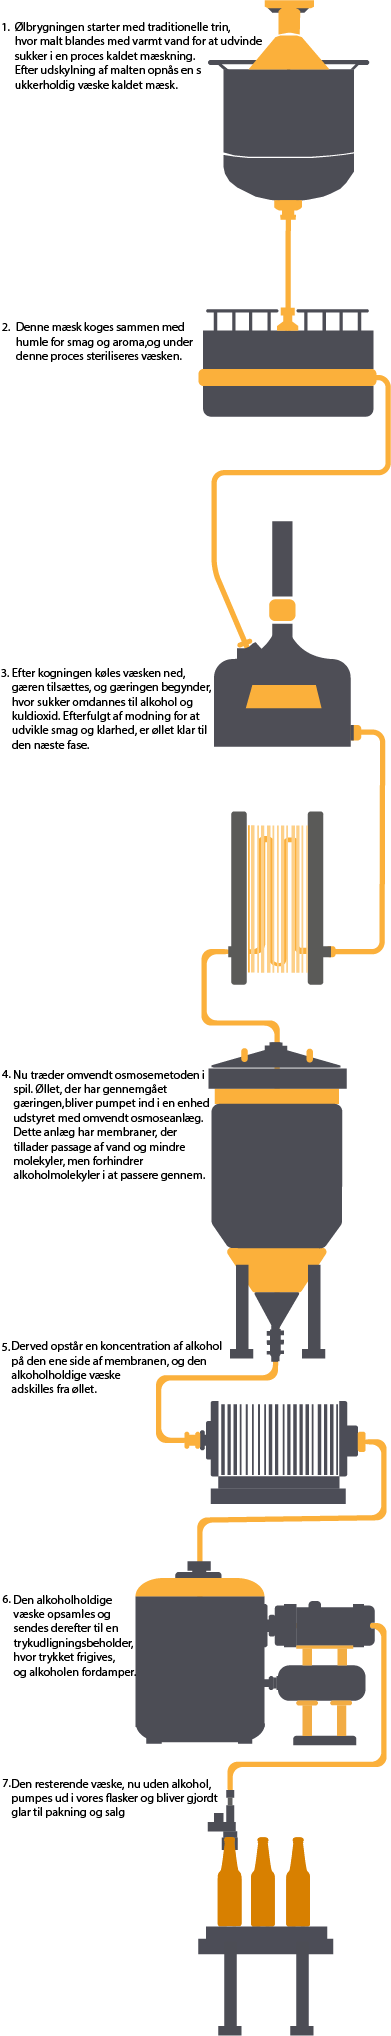 1. Ølbrygningen starter med traditionelle trin,
hvor malt blandes med varmt vand for at udvinde
sukker i en proces kaldet mæskning.
Efter udskylning af malten opnås en s
ukkerholdig væske kaldet mæsk.
2. Denne mæsk koges sammen med
humle for smag og aroma,og under
denne proces steriliseres væsken.
3. Efter kogningen køles væsken ned,
gæren tilsættes, og gæringen begynder,
hvor sukker omdannes til alkohol og
kuldioxid. Efterfulgt af modning for at
udvikle smag og klarhed, er øllet klar til
den næste fase.
4. Nu træder omvendt osmosemetoden i
spil. Øllet, der har gennemgået
gæringen,bliver pumpet ind i en enhed
udstyret med omvendt osmoseanlæg.
Dette anlæg har membraner, der
tillader passage af vand og mindre
molekyler, men forhindrer
alkoholmolekyler i at passere gennem.
5. Derved opstår en koncentration af alkohol
på den ene side af membranen, og den
alkoholholdige væske
adskilles fra øllet.
6. Den alkoholholdige
væske opsamles og
sendes derefter til en
trykudligningsbeholder,
hvor trykket frigives,
og alkoholen fordamper.
7. Den resterende væske, nu uden alkohol,
pumpes ud i vores flasker og bliver gjordt
glar til pakning og salg